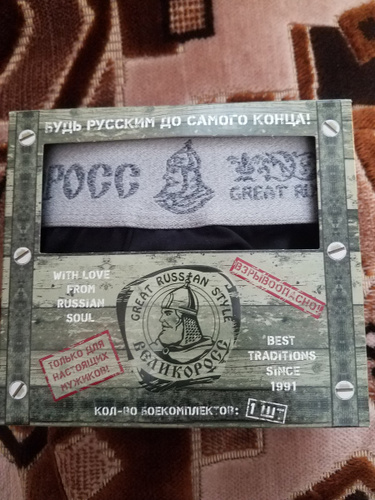 БУДЬ РУССКИМ ДО САМОГО КОНЦА!
РОСС
GREAT RU
WITH LOVE
FROM
RUSSIAN
SOUL
ВЗРЫВООПАСНО!
GREAT RUSSIAN STYLE
ВЕЛИКОРОСС
ТОЛЬКО ДЛЯ
НАСТОЯЩИХ
МУЖИКОВ!
BEST
TRADITIONS
SINCE
1991
КОЛ-ВО БОЕКОМПЛЕКТОВ: 1 ШТ